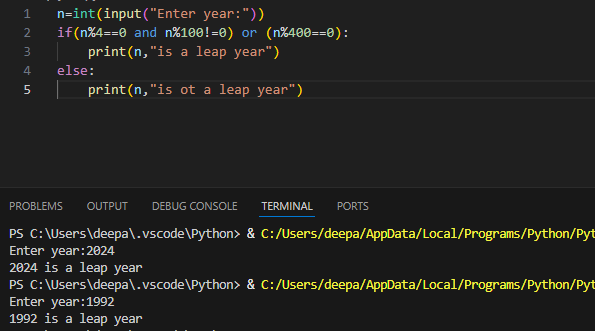 1 n=int(input("Enter year:"))
2 if(n%4==0 and n%100!=0) or (n%400==0):
3 print(n,"is a leap year")
4 else:
5 print(n,"is ot a leap year")
PROBLEMS OUTPUT DEBUG CONSOLE TERMINAL PORTS
PS C:\Users\deepa\.vscode\Python> & C:/Users/deepa/AppData/Local/Programs/Python/Pyt
Enter year:2024
2024 is a leap year
PS C:\Users\deepa\.vscode\Python> & C:/Users/deepa/AppData/Local/Programs/Python/Pyt
Enter year:1992
1992 is a leap year